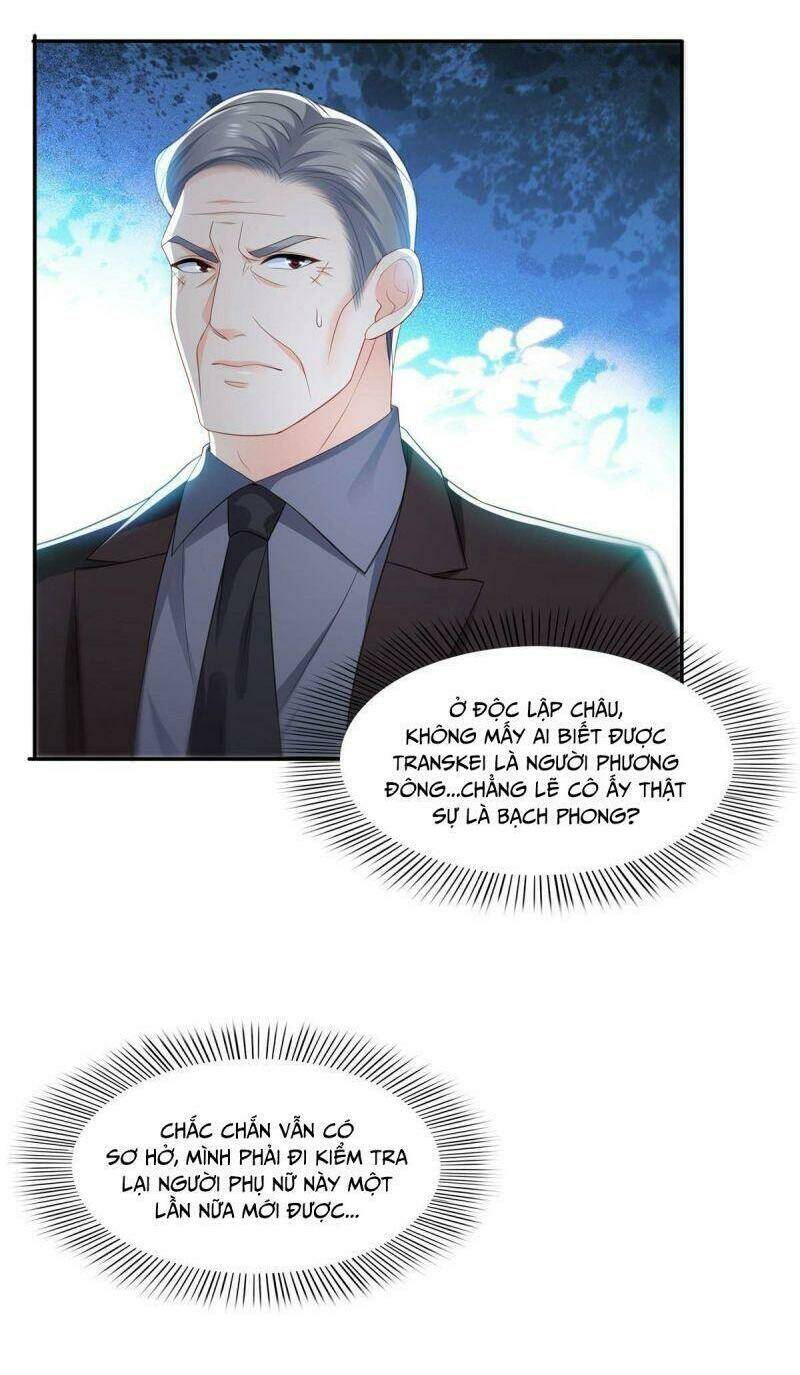 Ở ĐỘC LẬP CHÂU,
KHÔNG MẤY AI BIẾT ĐƯỢC
TRANSKEI LÀ NGƯỜI PHƯƠNG
ĐÔNG...CHẲNG LẼ CÔ ẤY THẬT
SỰ LÀ BẠCH PHONG?
CHẮC CHẮN VẪN CÓ
SƠ HỞ, MÌNH PHẢI ĐI KIỂM TRA
LẠI NGƯỜI PHỤ NỮ NÀY MỘT
LẦN NỮA MỚI ĐƯỢC...